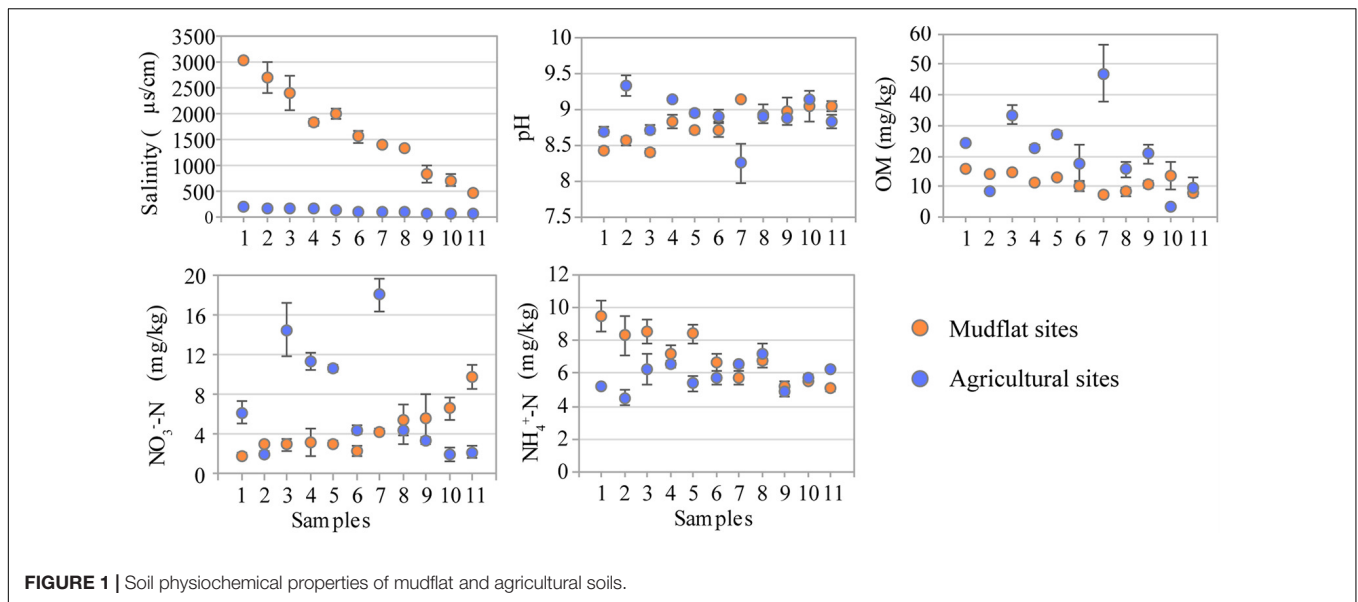 3500
3000
2500
2000
1500
1000
500
0
Salinity ( μs/cm)
1 2 3 4 5 6 7 8 9 10 11
10
9.5
9
8.5
8
7.5
pH
1 2 3 4 5 6 7 8 9 10 11
60
50
40
30
20
10
0
OM (mg/kg)
1 2 3 4 5 6 7 8 9 10 11
20
16
12
8
4
0
NO₃⁻-N (mg/kg)
1 2 3 4 5 6 7 8 9 10 11
Samples
12
10
8
6
4
2
0
NH₄⁺-N (mg/kg)
1 2 3 4 5 6 7 8 9 10 11
Samples
Mudflat sites
Agricultural sites
FIGURE 1 | Soil physiochemical properties of mudflat and agricultural soils.